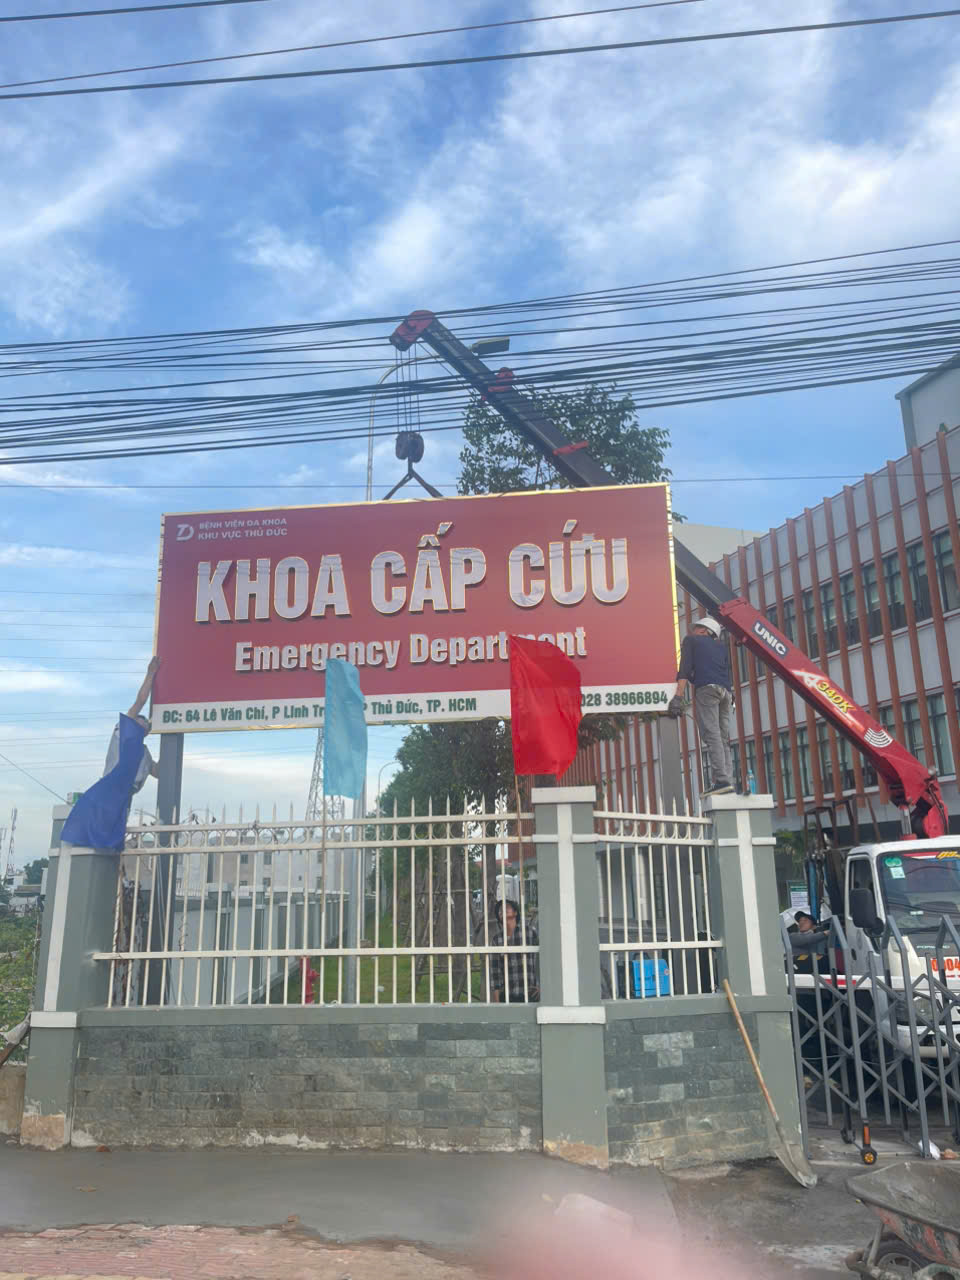 BỆNH VIỆN ĐA KHOA
KHU VỰC THỦ ĐỨC
KHOA CẤP CỨU
Emergency Department
ĐC: 64 Lê Văn Chí, P Linh Thủ Đức, TP. HCM 028 38966894
UNIC
340K